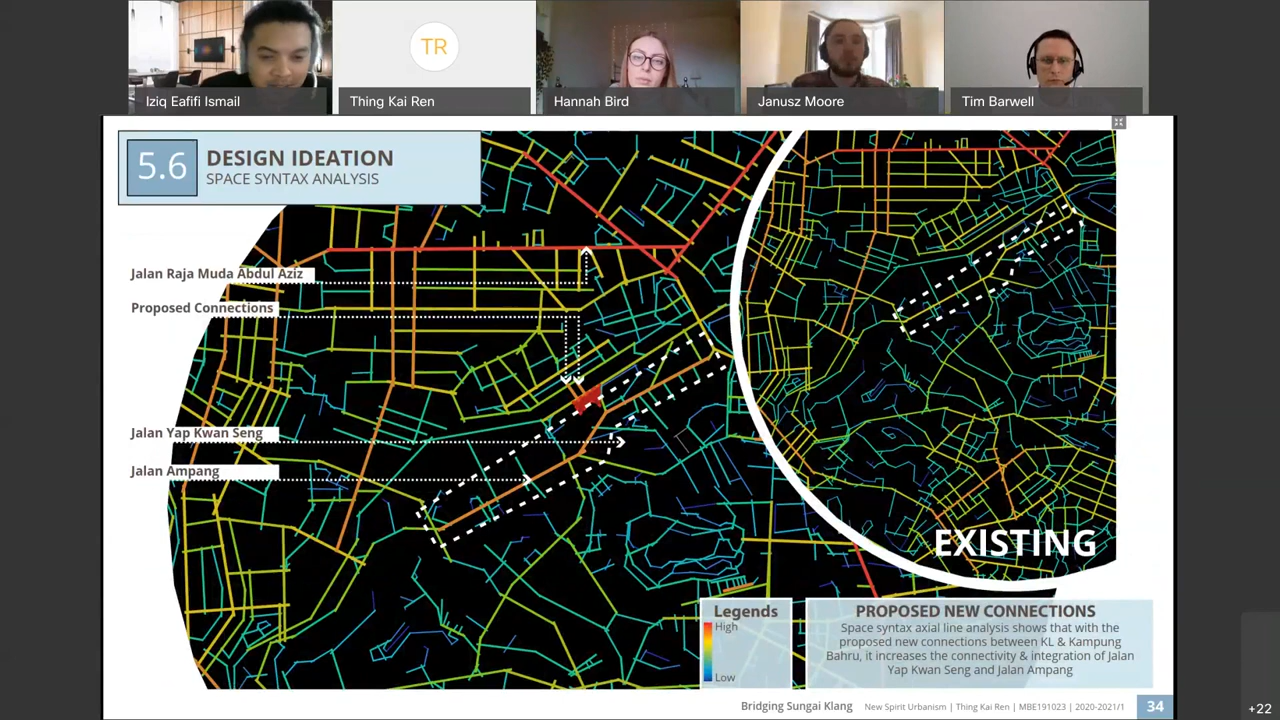 TR
Iziq Eafifi Ismail
Thing Kai Ren
Hannah Bird
Janusz Moore
Tim Barwell
5.6
DESIGN IDEATION
SPACE SYNTAX ANALYSIS
Jalan Raja Muda Abdul Aziz
Proposed Connections
Jalan Yap Kwan Seng
Jalan Ampang
EXISTING
Legends
High
Low
PROPOSED NEW CONNECTIONS
Space syntax axial line analysis shows that with the
proposed new connections between KL & Kampung
Bahru, it increases the connectivity & integration of Jalan
Yap Kwan Seng and Jalan Ampang
Bridging Sungai Klang New Spirit Urbanism | Thing Kai Ren | MBE191023 | 2020-2021/1 34
+22